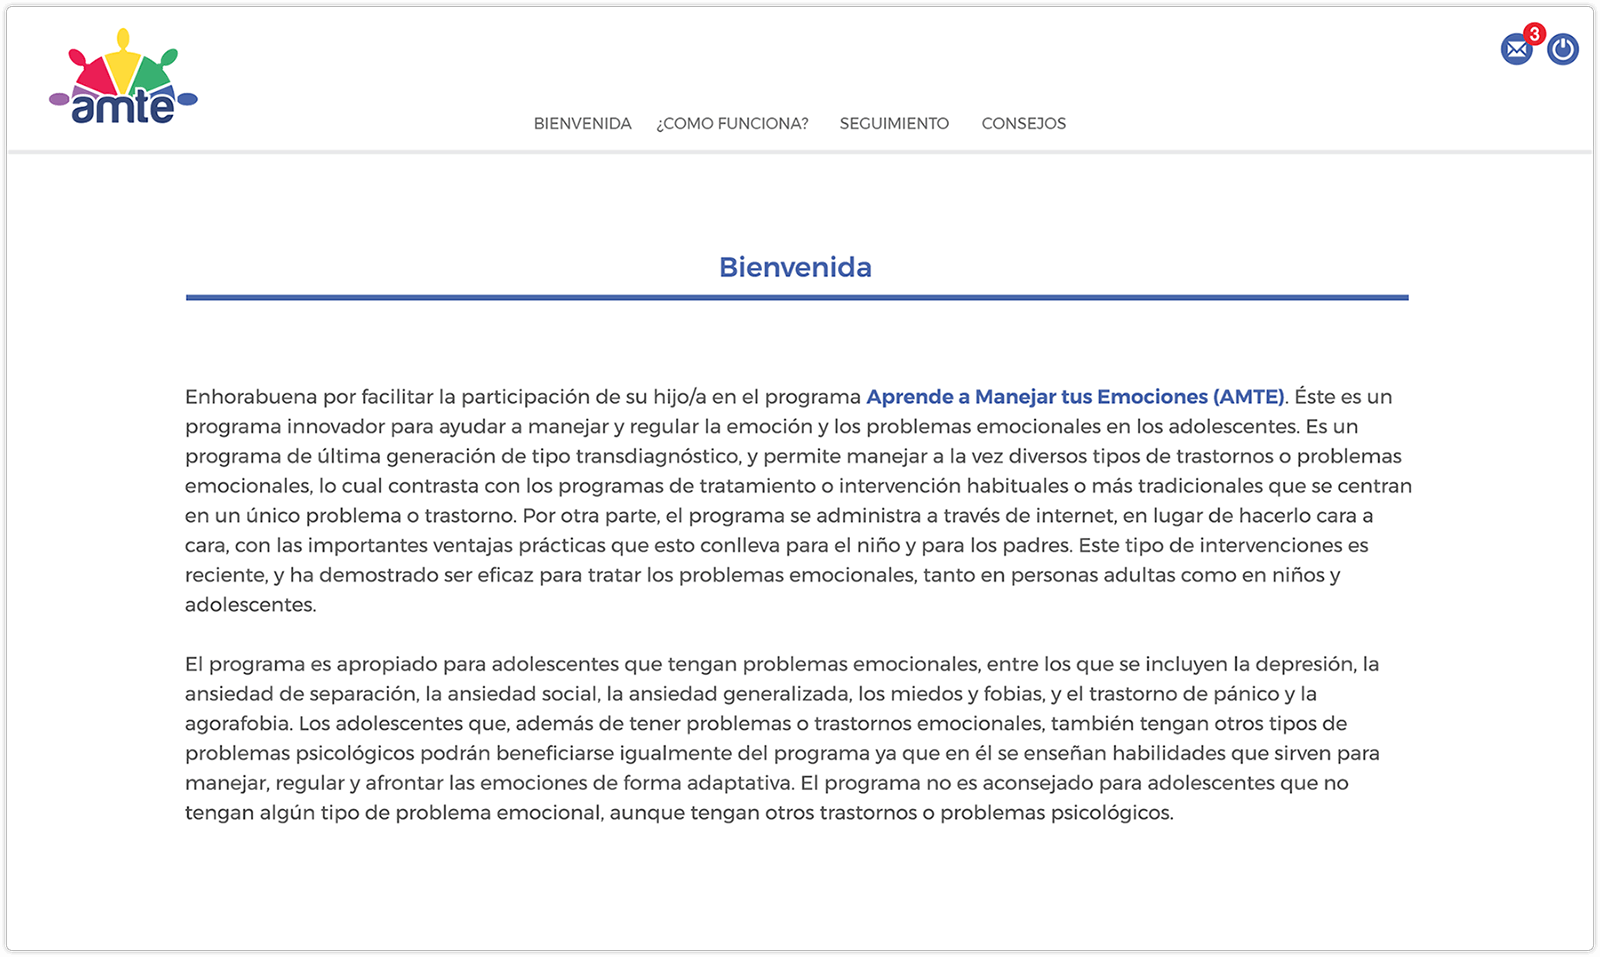 amte
3
BIENVENIDA ¿COMO FUNCIONA? SEGUIMIENTO CONSEJOS
Bienvenida
Enhorabuena por facilitar la participación de su hijo/a en el programa Aprende a Manejar tus Emociones (AMTE). Éste es un
programa innovador para ayudar a manejar y regular la emoción y los problemas emocionales en los adolescentes. Es un
programa de última generación de tipo transdiagnóstico, y permite manejar a la vez diversos tipos de trastornos o problemas
emocionales, lo cual contrasta con los programas de tratamiento o intervención habituales o más tradicionales que se centran
en un único problema o trastorno. Por otra parte, el programa se administra a través de internet, en lugar de hacerlo cara a
cara, con las importantes ventajas prácticas que esto conlleva para el niño y para los padres. Este tipo de intervenciones es
reciente, y ha demostrado ser eficaz para tratar los problemas emocionales, tanto en personas adultas como en niños y
adolescentes.
El programa es apropiado para adolescentes que tengan problemas emocionales, entre los que se incluyen la depresión, la
ansiedad de separación, la ansiedad social, la ansiedad generalizada, los miedos y fobias, y el trastorno de pánico y la
agorafobia. Los adolescentes que, además de tener problemas o trastornos emocionales, también tengan otros tipos de
problemas psicológicos podrán beneficiarse igualmente del programa ya que en él se enseñan habilidades que sirven para
manejar, regular y afrontar las emociones de forma adaptativa. El programa no es aconsejado para adolescentes que no
tengan algún tipo de problema emocional, aunque tengan otros trastornos o problemas psicológicos.